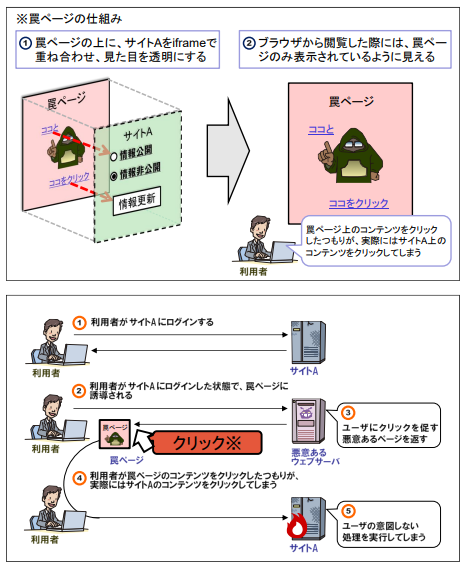 ※罠ページの仕組み
① 罠ページの上に、サイトAをiframeで
重ね合わせ、見た目を透明にする
② ブラウザから閲覧した際には、罠ペー
ジのみ表示されているように見える
罠ページ
ココと
ココをクリック
サイトA
情報公開
情報非公開
情報更新
罠ページ
ココと
ココをクリック
利用者
罠ページ上のコンテンツをクリック
したつもりが、実際にはサイトA上の
コンテンツをクリックしてしまう
① 利用者がサイトAにログインする
利用者
サイトA
② 利用者がサイトAにログインした状態で、罠ページに
誘導される
利用者
罠ページ
罠ページ
クリック※
悪意ある
ウェブサーバ
③
ユーザにクリックを促す
悪意あるページを返す
④ 利用者が罠ページのコンテンツをクリックしたつもりが、
実際にはサイトAのコンテンツをクリックしてしまう
利用者
サイトA
⑤
ユーザの意図しない
処理を実行してしまう